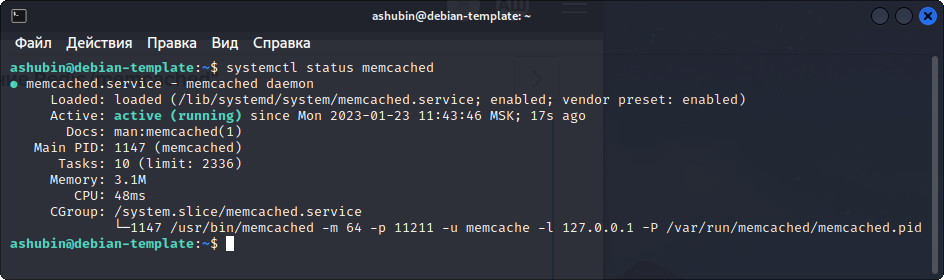 ashubin@debian-template: ~
Файл Действия Правка Вид Справка
ashubin@debian-template:~$ systemctl status memcached
● memcached.service - memcached daemon
Loaded: loaded (/lib/systemd/system/memcached.service; enabled; vendor preset: enabled)
Active: active (running) since Mon 2023-01-23 11:43:46 MSK; 17s ago
Docs: man:memcached(1)
Main PID: 1147 (memcached)
Tasks: 10 (limit: 2336)
Memory: 3.1M
CPU: 48ms
CGroup: /system.slice/memcached.service
└─1147 /usr/bin/memcached -m 64 -p 11211 -u memcache -l 127.0.0.1 -P /var/run/memcached/memcached.pid
ashubin@debian-template:~$